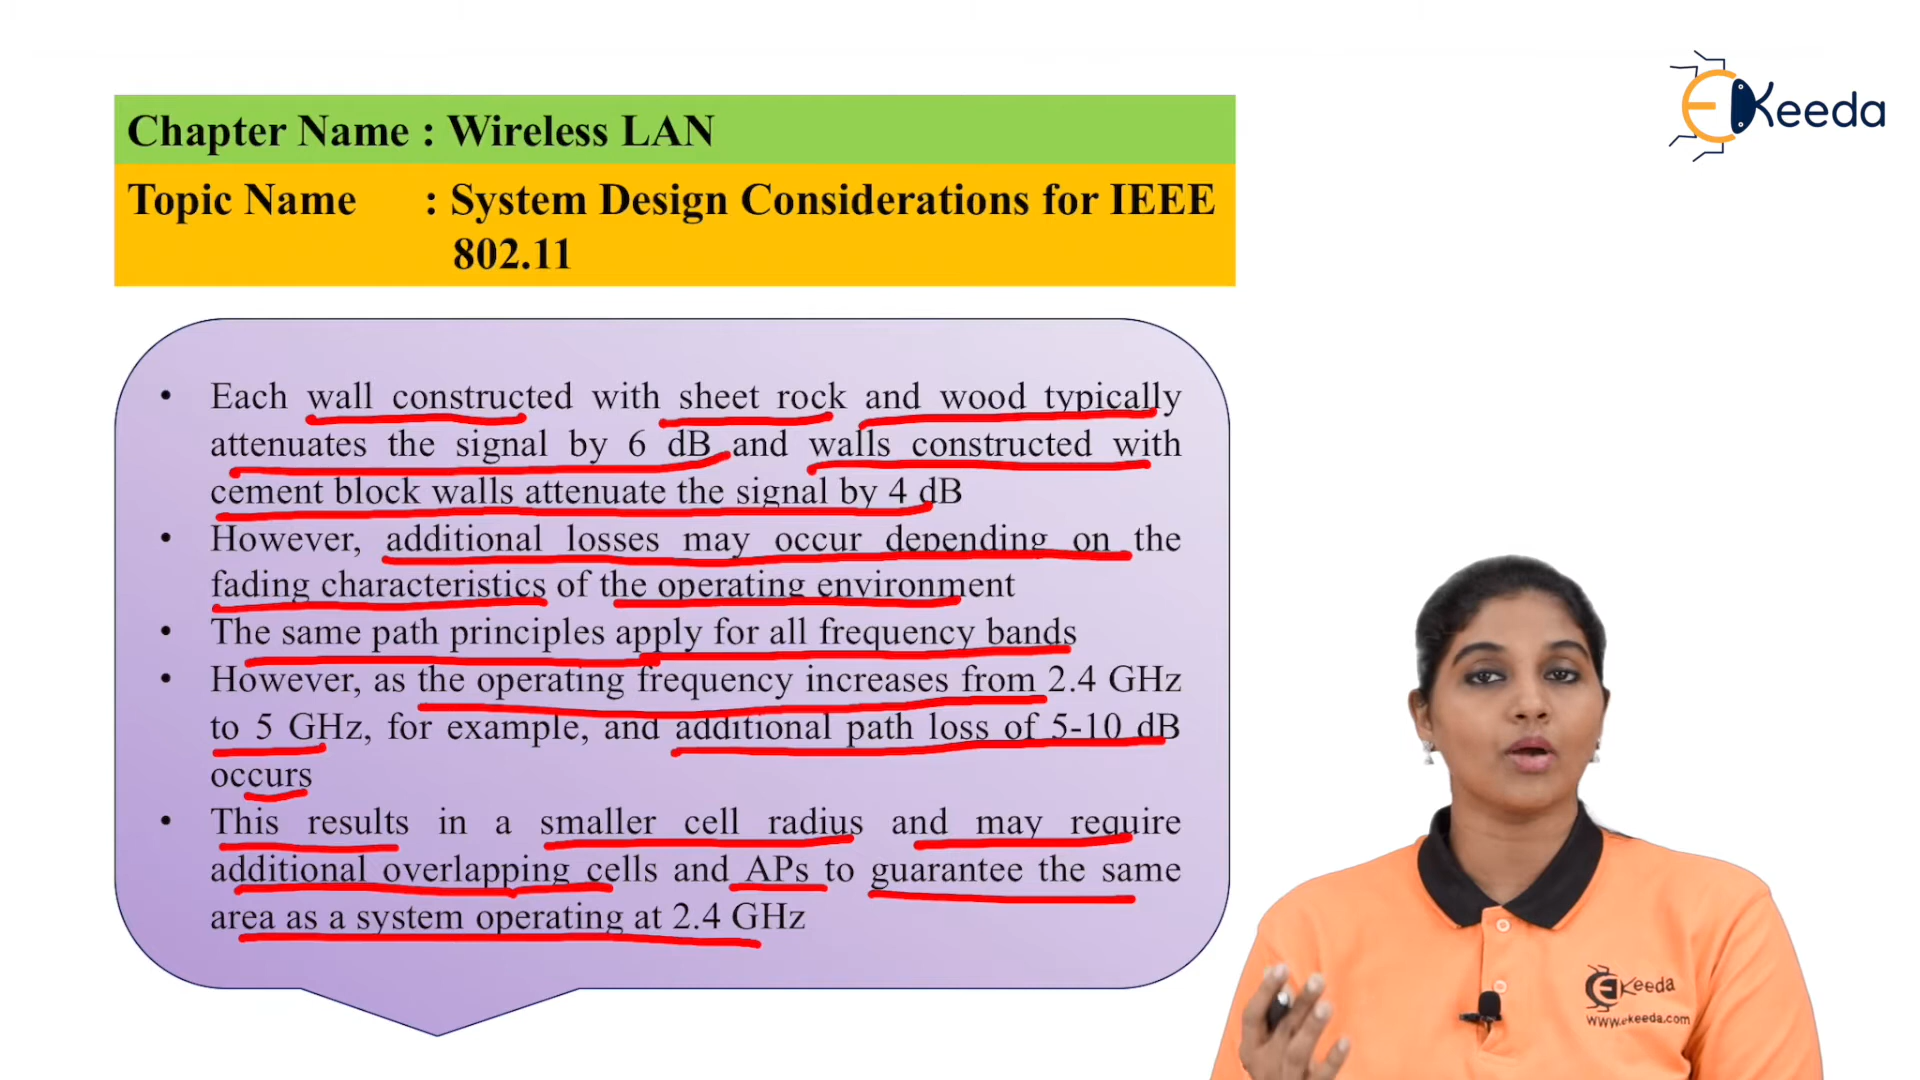 Keeda
Chapter Name : Wireless LAN
Topic Name : System Design Considerations for IEEE
802.11
• Each wall constructed with sheet rock and wood typically
attenuates the signal by 6 dB and walls constructed with
cement block walls attenuate the signal by 4 dB
• However, additional losses may occur depending on the
fading characteristics of the operating environment
• The same path principles apply for all frequency bands
• However, as the operating frequency increases from 2.4 GHz
to 5 GHz, for example, and additional path loss of 5-10 dB
occurs
• This results in a smaller cell radius and may require
additional overlapping cells and APs to guarantee the same
area as a system operating at 2.4 GHz
Keeda
www.ekeeda.com